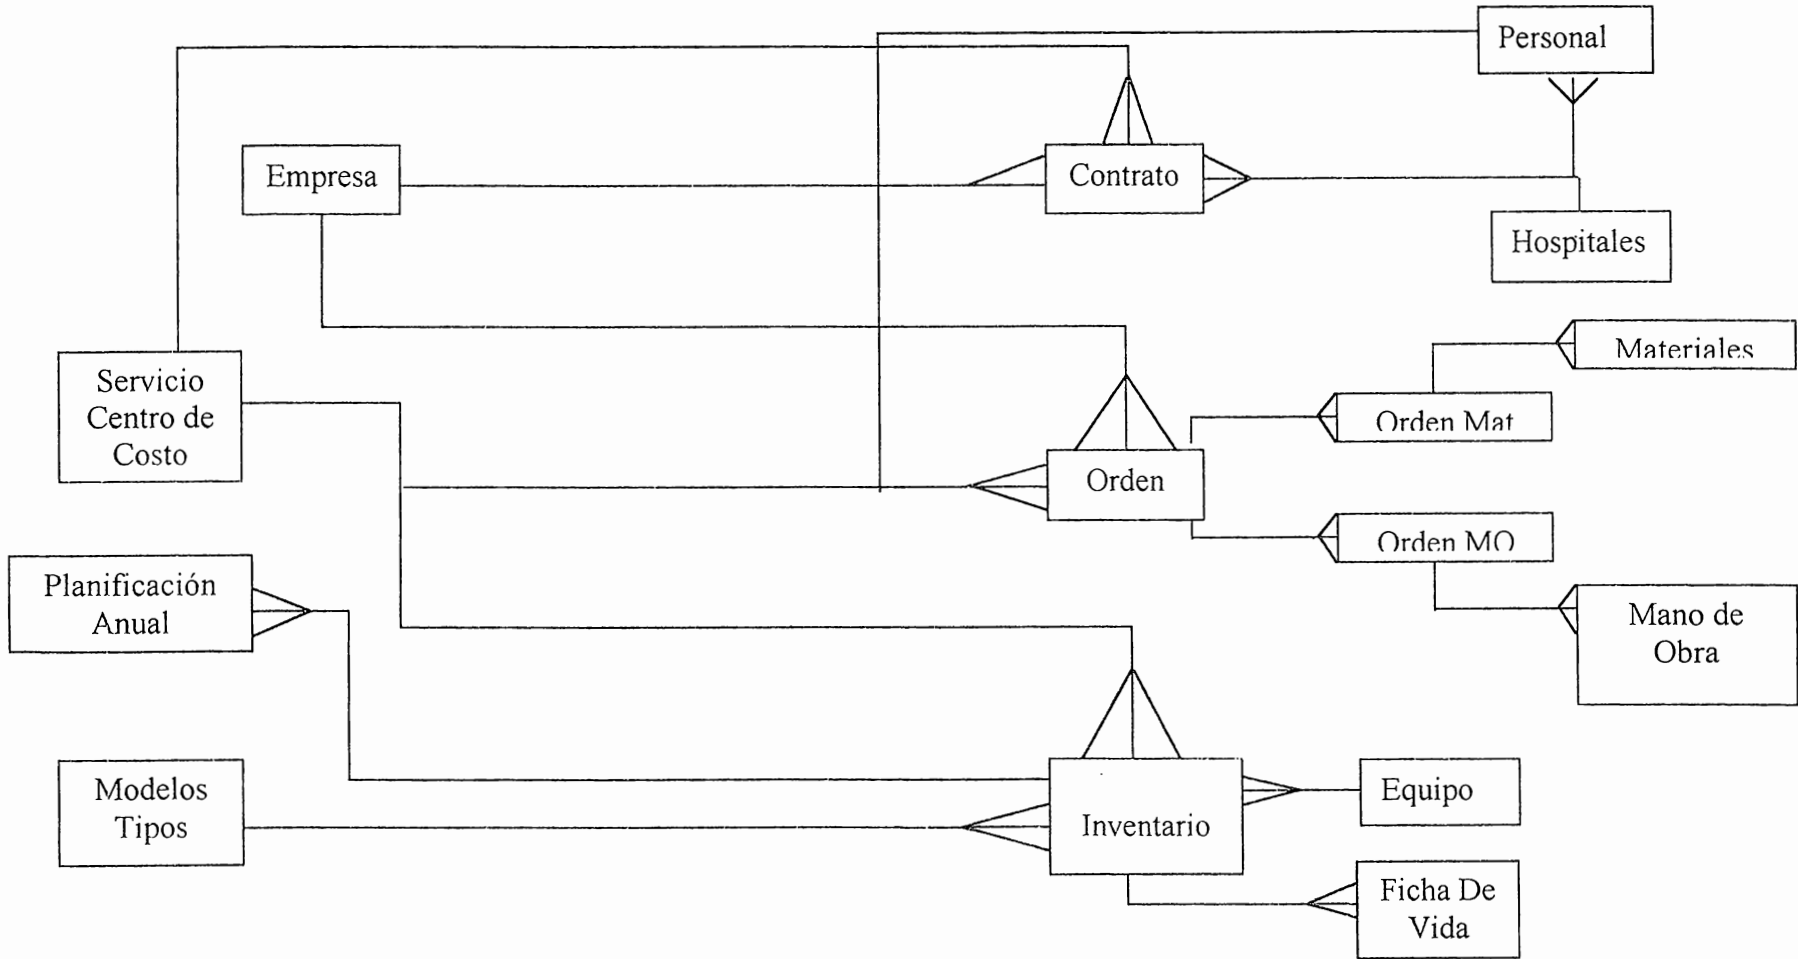 Personal
Empresa
Contrato
Hospitales
Servicio
Centro de
Costo
Materiales
Orden Mat
Orden
Orden MO
Planificación
Anual
Mano de
Obra
Modelos
Tipos
Inventario
Equipo
Ficha De
Vida